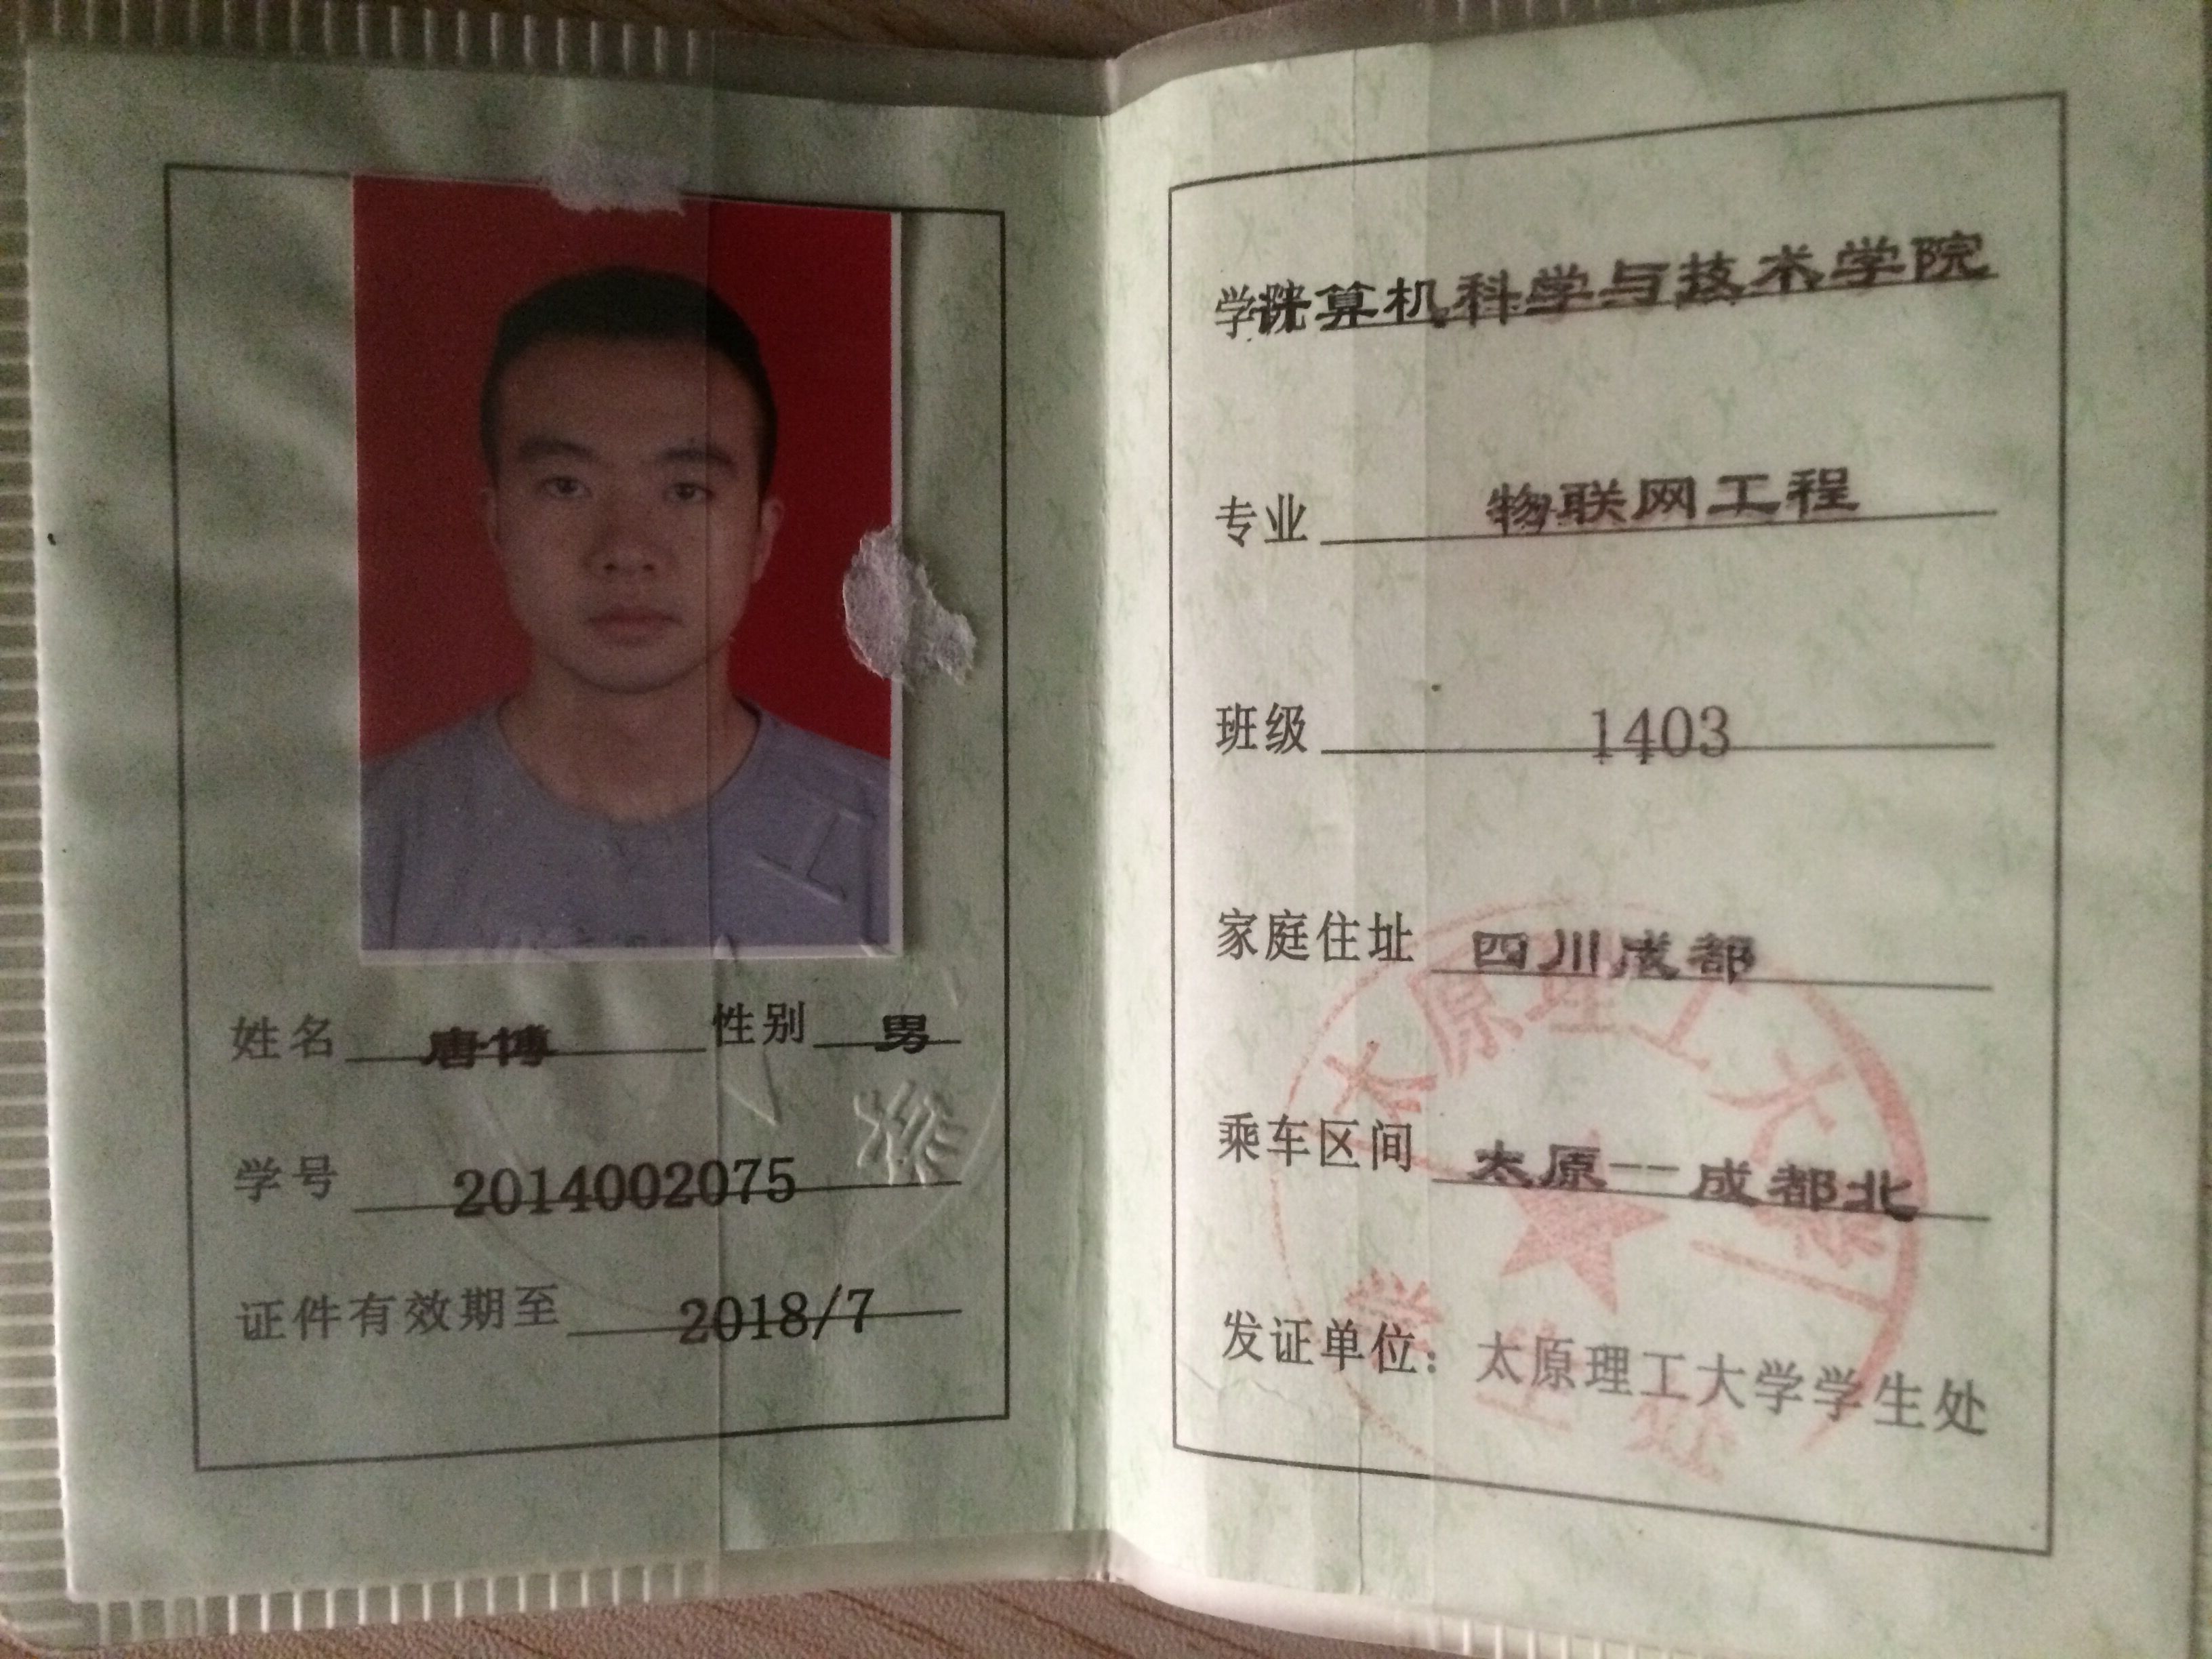 姓名 唐博 性别 男
学号 2014002075
证件有效期至 2018/7
学院 计算机科学与技术学院
专业 物联网工程
班级 1403
家庭住址 四川成都
乘车区间 太原--成都北
发证单位：太原理工大学学生处
太原理工大学
学生处